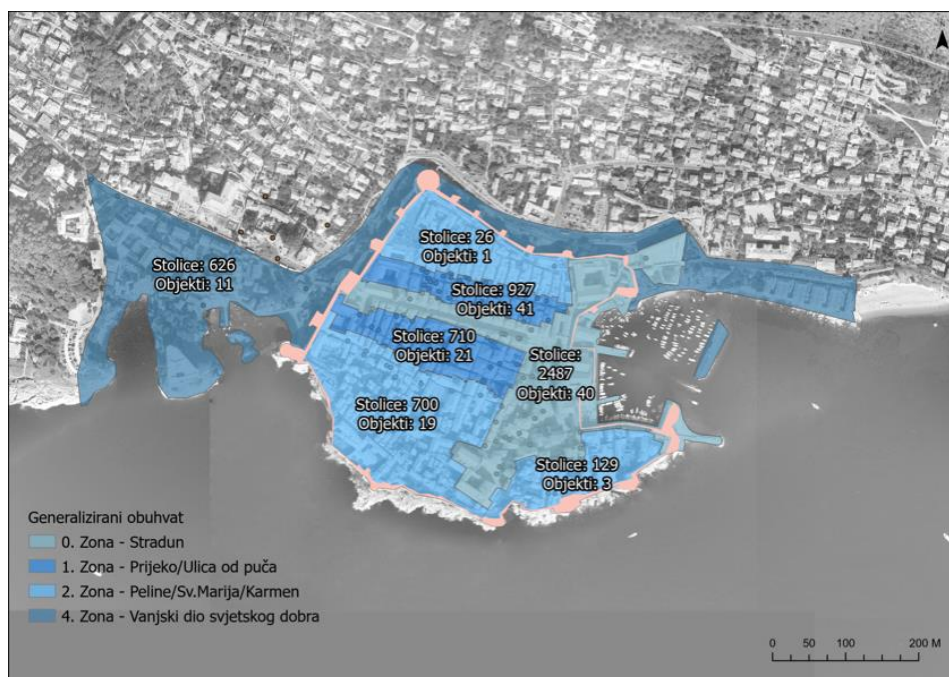 Stolice: 26
Objekti: 1
Stolice: 626
Objekti: 11
Stolice: 927
Objekti: 41
Stolice: 710
Objekti: 21
Stolice:
2487
Objekti: 40
Stolice: 700
Objekti: 19
Stolice: 129
Objekti: 3
Generalizirani obuhvat
0. Zona - Stradun
1. Zona - Prijeko/Ulica od puča
2. Zona - Peline/Sv.Marija/Karmen
4. Zona - Vanjski dio svjetskog dobra
0 50 100 200 M